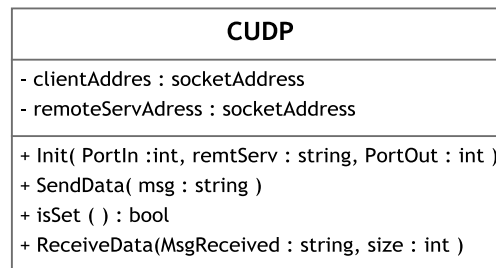 CUDP
- clientAddres : socketAddress
- remoteServAdress : socketAddress
+ Init( PortIn :int, remtServ : string, PortOut : int )
+ SendData( msg : string )
+ isSet ( ) : bool
+ ReceiveData(MsgReceived : string, size : int )